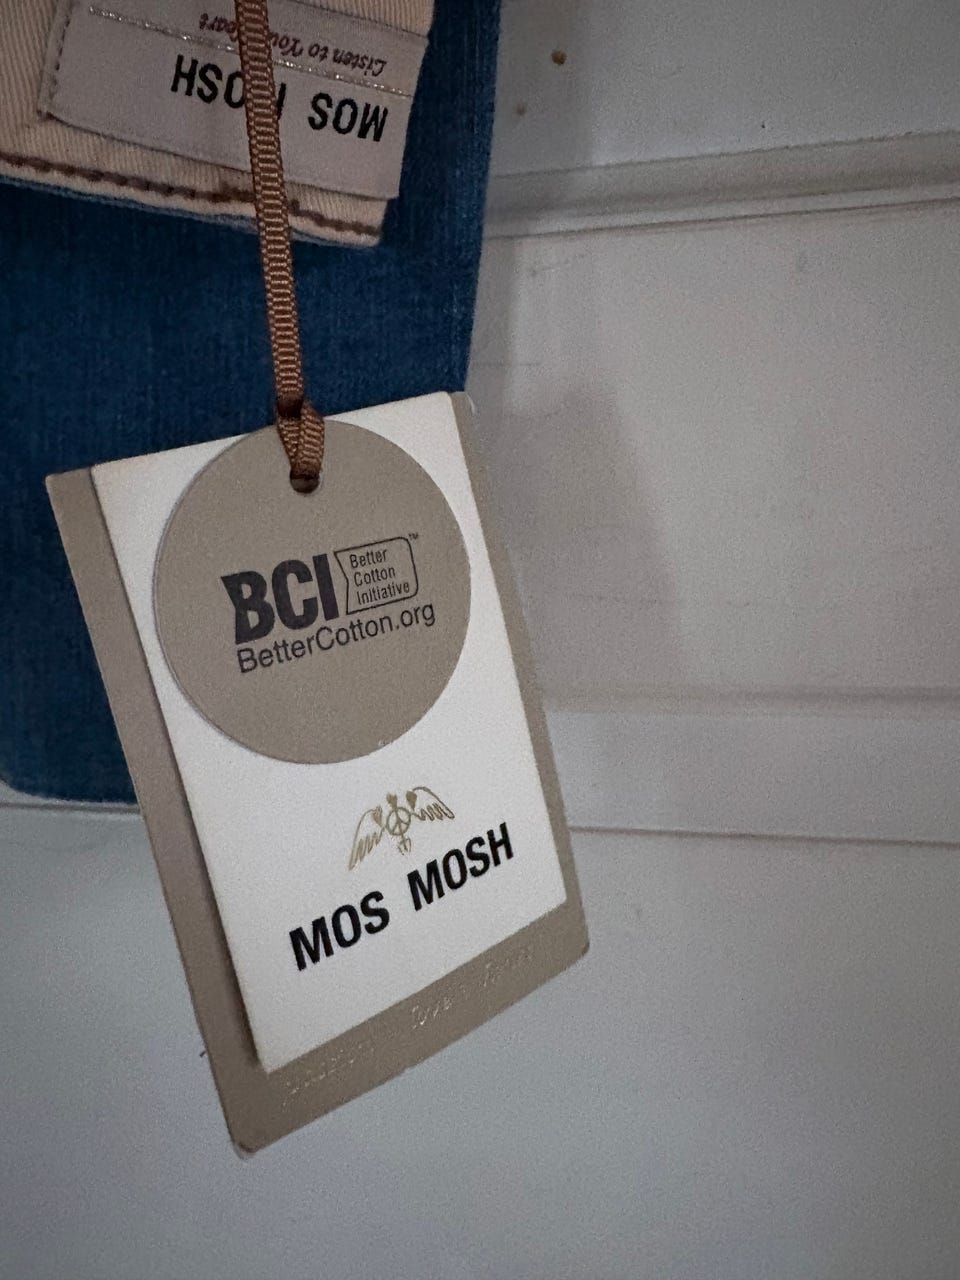 MOS MOSH
Listen to Your Heart
BCI
Better
Cotton
Initiative
™
BetterCotton.org
MOS MOSH